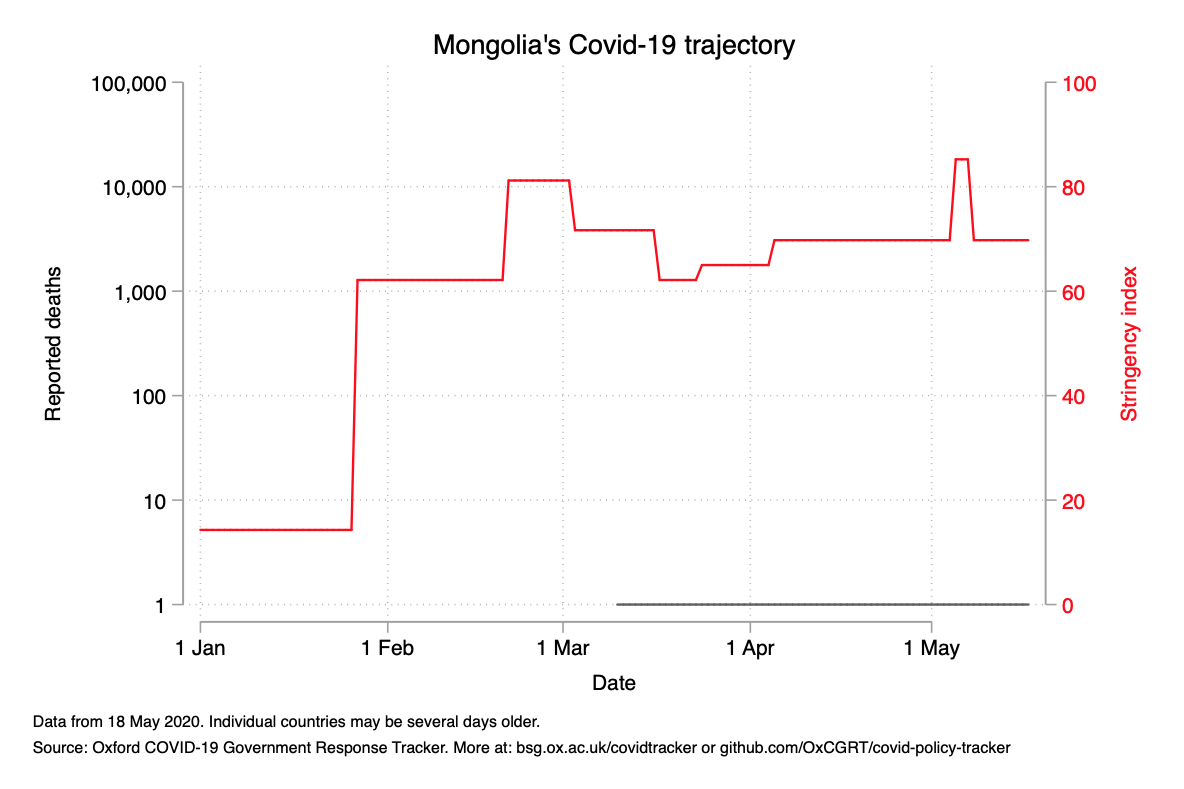 Mongolia's Covid-19 trajectory
100,000
10,000
1,000
100
10
1
Reported deaths
100
80
60
40
20
0
Stringency index
1 Jan
1 Feb
1 Mar
1 Apr
1 May
Date
Data from 18 May 2020. Individual countries may be several days older.
Source: Oxford COVID-19 Government Response Tracker. More at: bsg.ox.ac.uk/covidtracker or github.com/OxCGRT/covid-policy-tracker